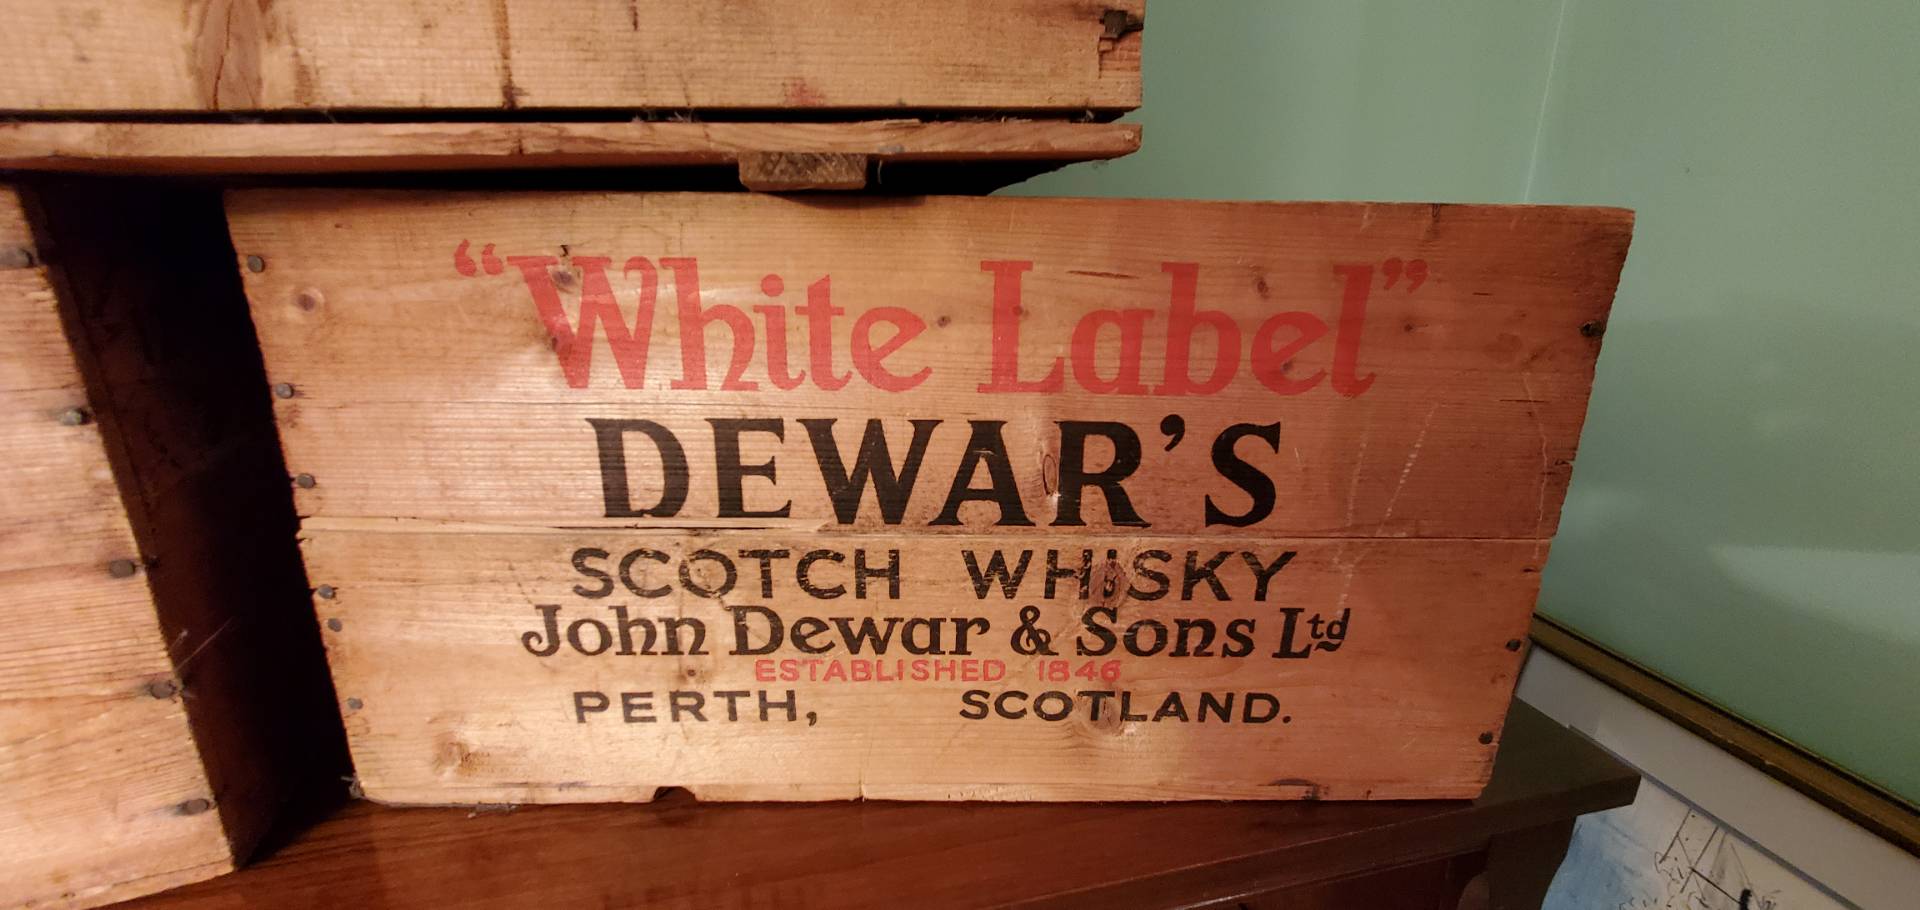 “White Label”
DEWAR’S
SCOTCH WHISKY
John Dewar & Sons Ltd
ESTABLISHED 1846
PERTH, SCOTLAND.